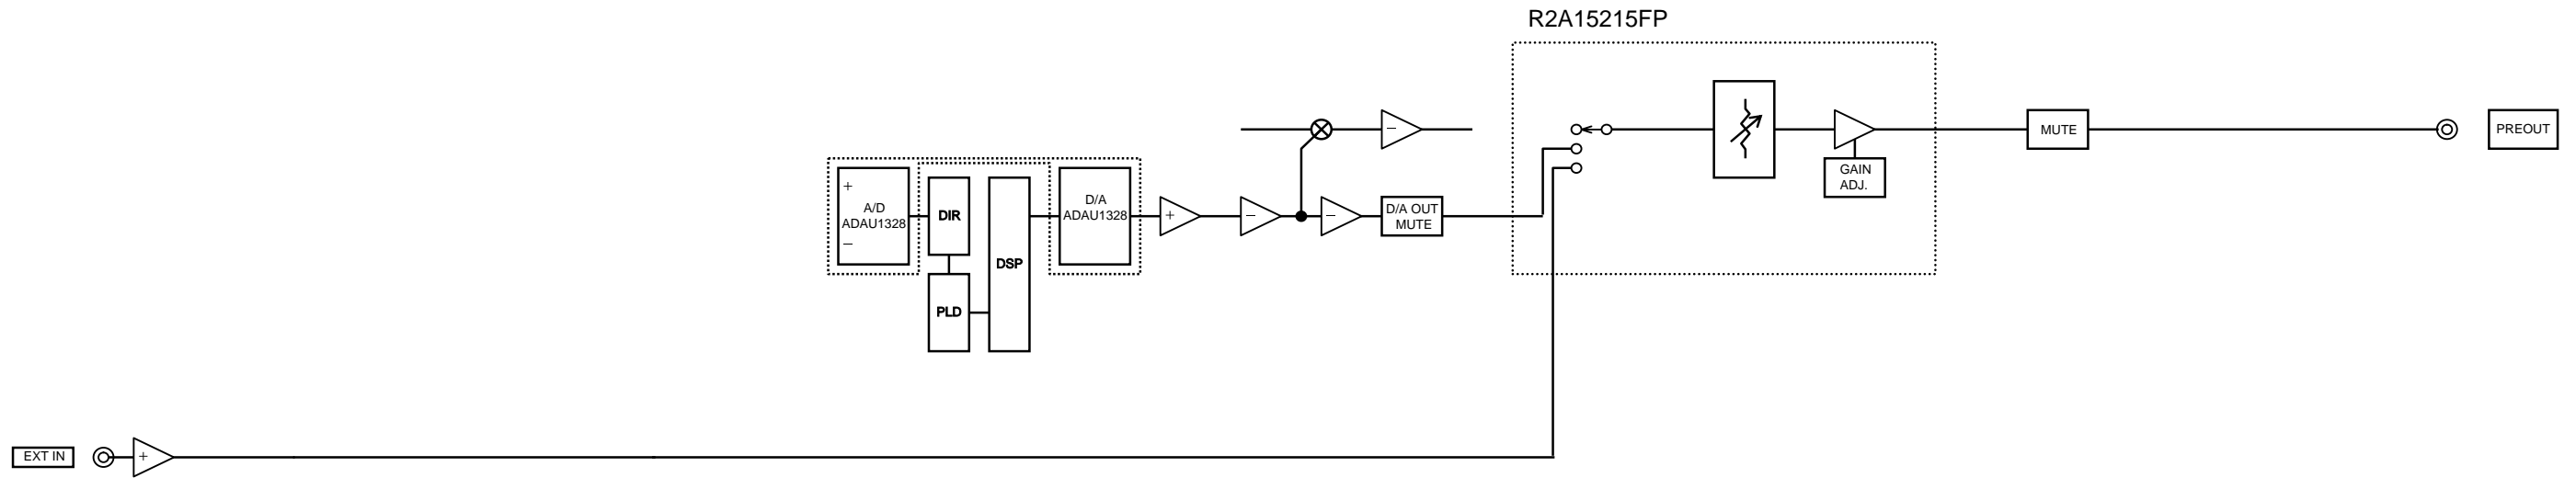 R2A15215FP
MUTE
PREOUT
GAIN
ADJ.
+
A/D
ADAU1328
−
DIR
DSP
PLD
D/A
ADAU1328
+
−
−
−
D/A OUT
MUTE
EXT IN
+